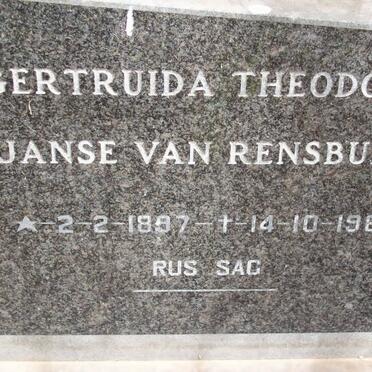 GERTRUIDA THEODO
JANSE VAN RENSBU
★-2-2-1897-✝-14-10-198
RUS SAG